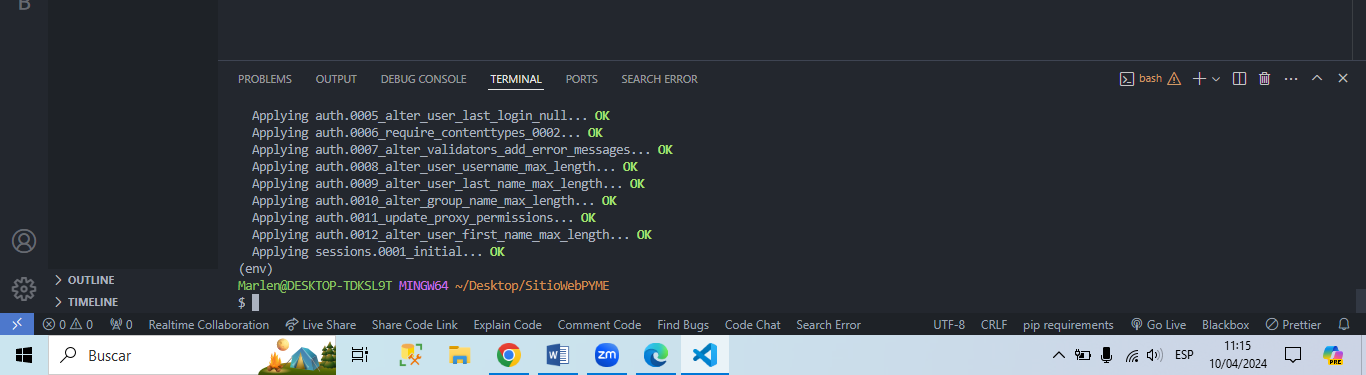 PROBLEMS OUTPUT DEBUG CONSOLE TERMINAL PORTS SEARCH ERROR bash
Applying auth.0005_alter_user_last_login_null... OK
Applying auth.0006_require_contenttypes_0002... OK
Applying auth.0007_alter_validators_add_error_messages... OK
Applying auth.0008_alter_user_username_max_length... OK
Applying auth.0009_alter_user_last_name_max_length... OK
Applying auth.0010_alter_group_name_max_length... OK
Applying auth.0011_update_proxy_permissions... OK
Applying auth.0012_alter_user_first_name_max_length... OK
Applying sessions.0001_initial... OK
(env)
Marlen@DESKTOP-TDKSL9T MINGW64 ~/Desktop/SitioWebPYME
$
OUTLINE
TIMELINE
0 0 0 Realtime Collaboration Live Share Share Code Link Explain Code Comment Code Find Bugs Code Chat Search Error UTF-8 CRLF pip requirements Go Live Blackbox Prettier
Buscar W zm ESP 11:15 PRE
10/04/2024